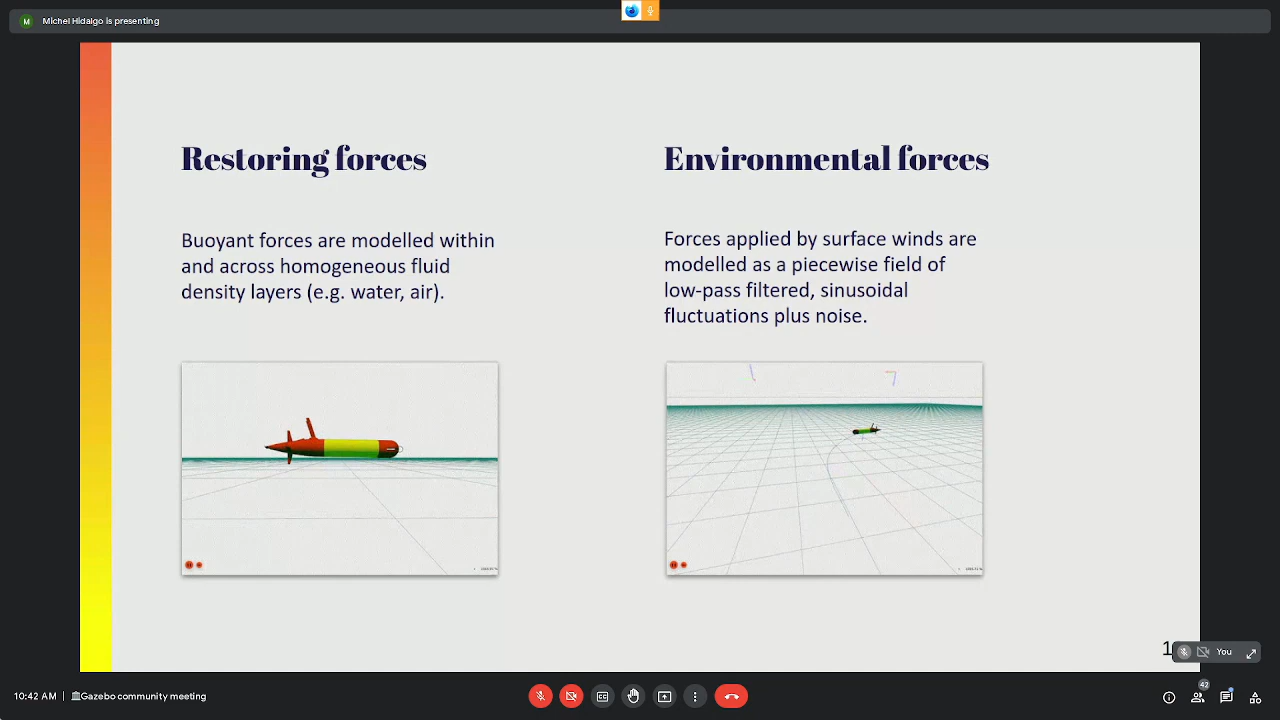 M Michel Hidalgo is presenting
Restoring forces
Buoyant forces are modelled within
and across homogeneous fluid
density layers (e.g. water, air).
Environmental forces
Forces applied by surface winds are
modelled as a piecewise field of
low-pass filtered, sinusoidal
fluctuations plus noise.
1
You
10:42 AM | 🏛Gazebo community meeting
CC
42